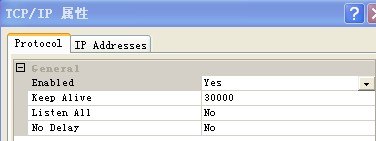 TCP/IP 属性
Protocol IP Addresses
General
Enabled Yes
Keep Alive 30000
Listen All No
No Delay No